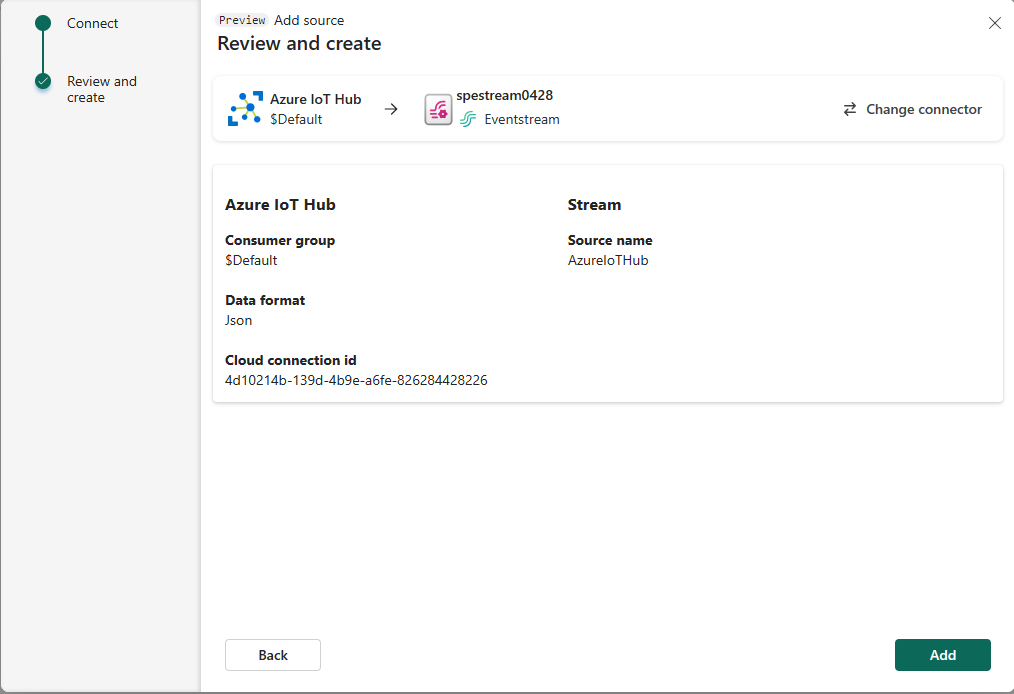 Connect
Review and
create
Preview Add source
Review and create
Azure IoT Hub
$Default
spestream0428
Eventstream
Change connector
Azure IoT Hub
Consumer group
$Default
Data format
Json
Cloud connection id
4d10214b-139d-4b9e-a6fe-826284428226
Stream
Source name
AzureIoTHub
Back
Add